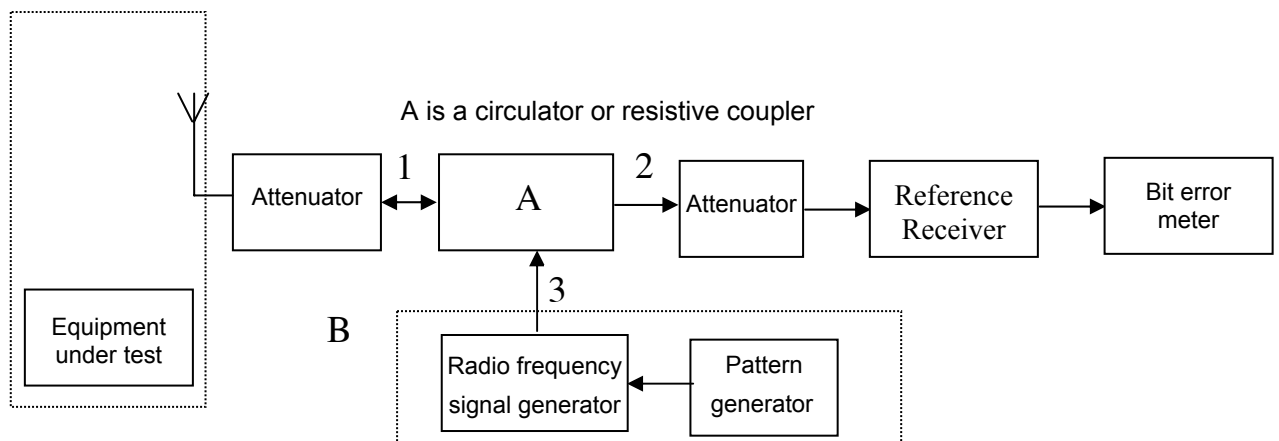 A is a circulator or resistive coupler
Attenuator
1
A
2
Attenuator
Reference
Receiver
Bit error
meter
3
Equipment
under test
B
Radio frequency
signal generator
Pattern
generator